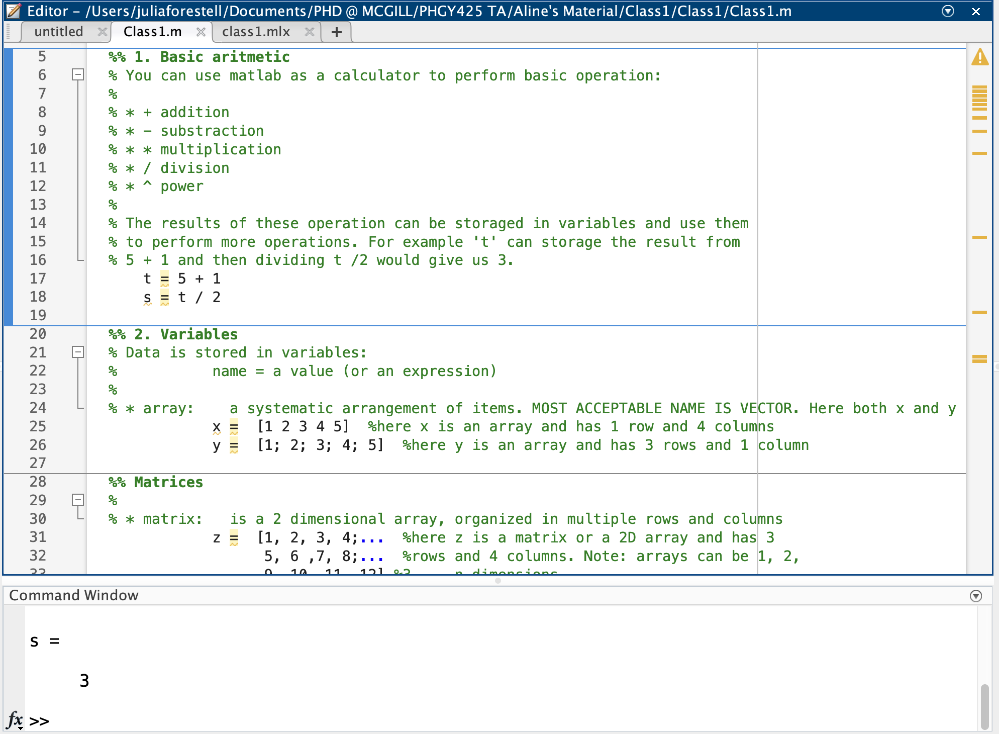 Editor – /Users/juliaforestell/Documents/PHD @ MCGILL/PHGY425 TA/Aline's Material/Class1/Class1/Class1.m
untitled Class1.m class1.mlx +
5 %% 1. Basic aritmetic
6 % You can use matlab as a calculator to perform basic operation:
7 %
8 % * + addition
9 % * – substraction
10 % * * multiplication
11 % * / division
12 % * ^ power
13 %
14 % The results of these operation can be storaged in variables and use them
15 % to perform more operations. For example 't' can storage the result from
16 % 5 + 1 and then dividing t /2 would give us 3.
17 t = 5 + 1
18 s = t / 2
19
20 %% 2. Variables
21 % Data is stored in variables:
22 % name = a value (or an expression)
23 %
24 % * array: a systematic arrangement of items. MOST ACCEPTABLE NAME IS VECTOR. Here both x and y
25 x = [1 2 3 4 5] %here x is an array and has 1 row and 4 columns
26 y = [1; 2; 3; 4; 5] %here y is an array and has 3 rows and 1 column
27
28 %% Matrices
29 %
30 % * matrix: is a 2 dimensional array, organized in multiple rows and columns
31 z = [1, 2, 3, 4;... %here z is a matrix or a 2D array and has 3
32 5, 6 ,7, 8;... %rows and 4 columns. Note: arrays can be 1, 2,
33 9, 10, 11, 12] %3 n dimensions
Command Window
s =
3
fx >>